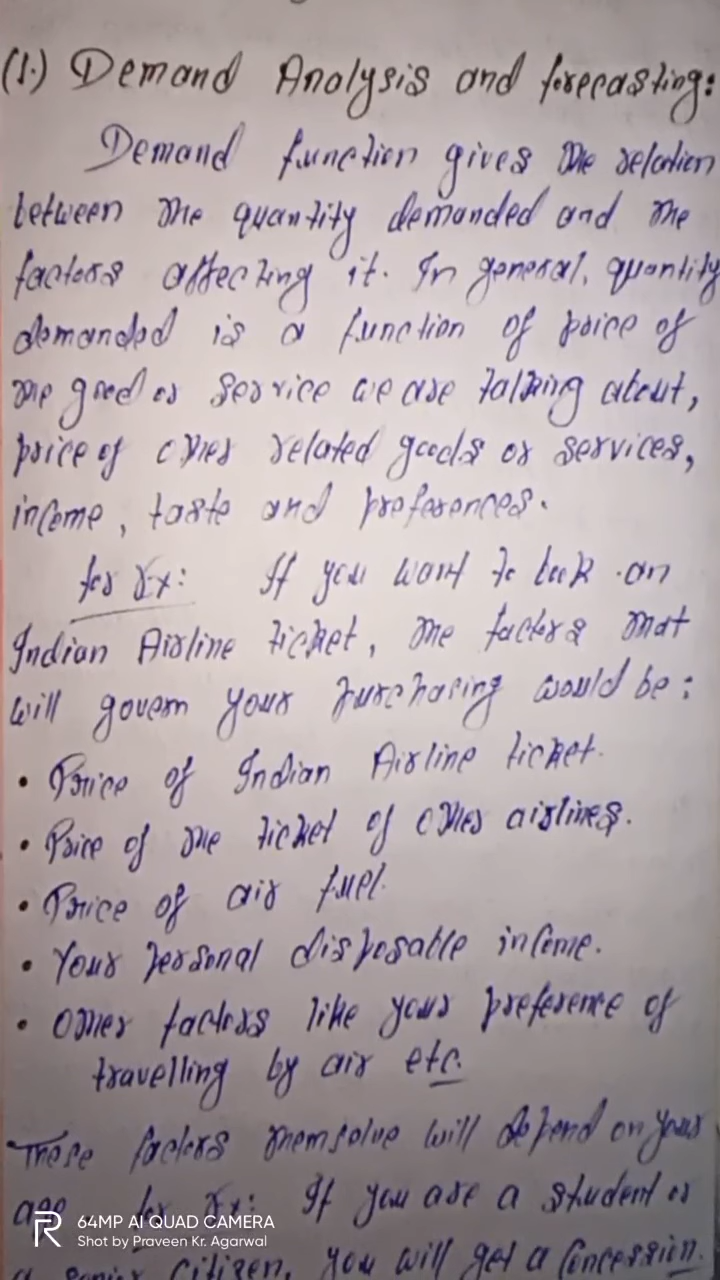 (1.) Demand Analysis and forecasting:
Demand function gives the relation
between the quantity demanded and the
factors affecting it. In general, quantity
demanded is a function of price of
the good or service we are talking about,
price of other related goods or services,
income, taste and preferences.
for Ex: If you want to book an
Indian Airline ticket, the factors that
will govern your purchasing would be:
• Price of Indian Airline ticket.
• Price of the ticket of other airlines.
• Price of air fuel.
• Your personal disposable income.
• Other factors like your preference of
travelling by air etc.
These factors themselve will depend on your
age. for Ex: If you are a student or
a senior citizen, you will get a Concession.
64MP AI QUAD CAMERA
Shot by Praveen Kr. Agarwal